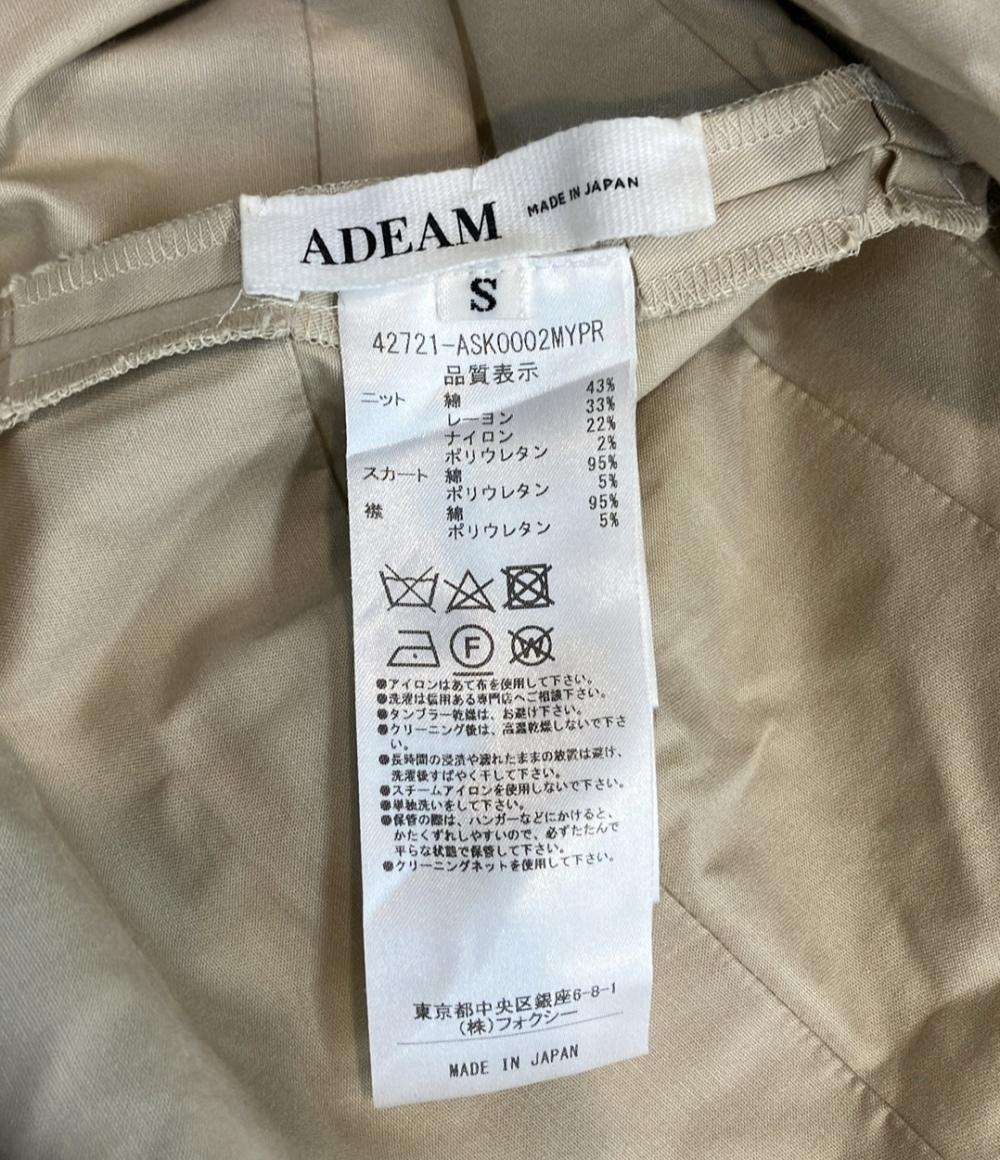 ADEAM MADE IN JAPAN
S
42721-ASK0002MYPR
品質表示
ニット 綿 43%
レーヨン 33%
ナイロン 22%
ポリウレタン 2%
スカート 綿 95%
ポリウレタン 5%
襟 綿 95%
ポリウレタン 5%
F W
●アイロンはあて布を使用して下さい。
●洗濯は信用ある専門店へご相談下さい。
●タンブラー乾燥は、お避け下さい。
●クリーニング後は、高温乾燥しないで下さ
い。
●長時間の浸漬や濡れたままの放置は避け、
洗濯後すばやく干して下さい。
●スチームアイロンを使用しないで下さい。
●単独洗いをして下さい。
●保管の際は、ハンガーなどにかけると、
かたくずれしやすいので、必ずたたんで
平らな状態で保管して下さい。
●クリーニングネットを使用して下さい。
東京都中央区銀座6-8-1
(株)フォクシー
MADE IN JAPAN